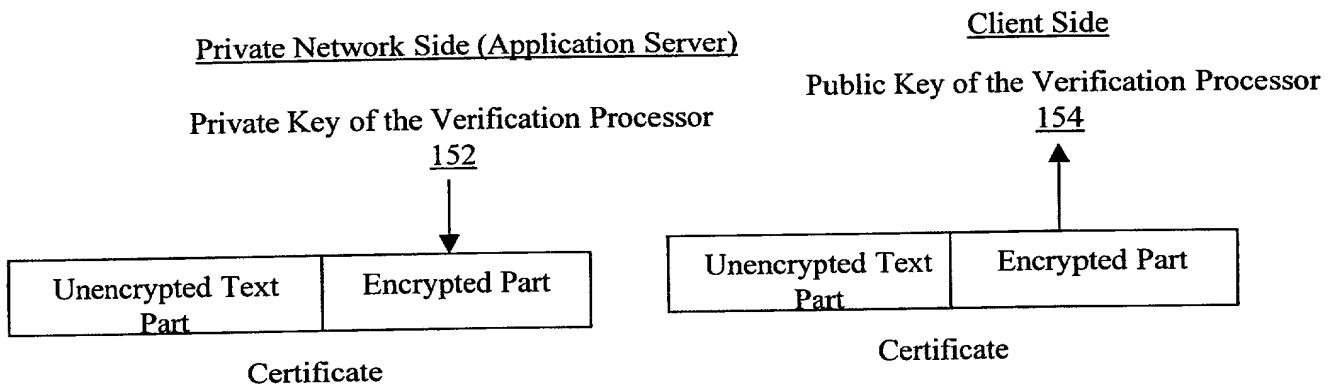 Private Network Side (Application Server)
Private Key of the Verification Processor
152
Unencrypted Text
Part
Encrypted Part
Certificate
Client Side
Public Key of the Verification Processor
154
Unencrypted Text
Part
Encrypted Part
Certificate